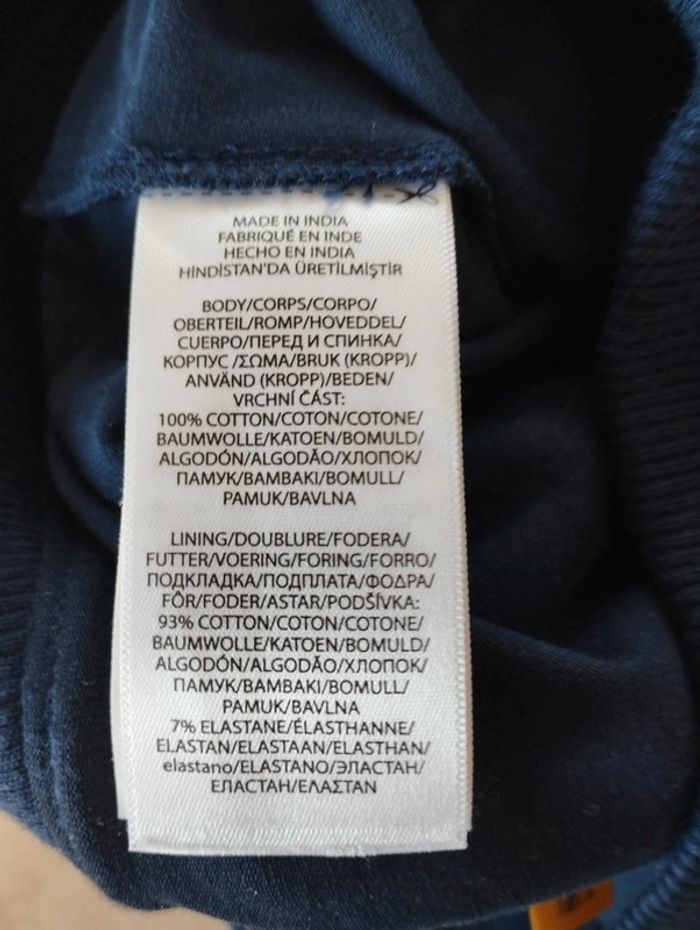 MADE IN INDIA
FABRIQUÉ EN INDE
HECHO EN INDIA
HİNDİSTAN'DA ÜRETİLMİŞTİR
BODY/CORPS/CORPO/
OBERTEIL/ROMP/HOVEDDEL/
CUERPO/ПЕРЕД И СПИНКА/
КОРПУС /ΣΩΜΑ/BRUK (KROPP)/
ANVÄND (KROPP)/BEDEN/
VRCHNÍ ČÁST:
100% COTTON/COTON/COTONE/
BAUMWOLLE/KATOEN/BOMULD/
ALGODÓN/ALGODÃO/ХЛОПОК/
ПАМУК/ΒΑΜΒΑΚΙ/BOMULL/
PAMUK/BAVLNA
LINING/DOUBLURE/FODERA/
FUTTER/VOERING/FORING/FORRO/
ПОДКЛАДКА/ПОДПЛАТА/ΦΟΔΡΑ/
FÔR/FODER/ASTAR/PODŠÍVKA:
93% COTTON/COTON/COTONE/
BAUMWOLLE/KATOEN/BOMULD/
ALGODÓN/ALGODÃO/ХЛОПОК/
ПАМУК/ΒΑΜΒΑΚΙ/BOMULL/
PAMUK/BAVLNA
7% ELASTANE/ÉLASTHANNE/
ELASTAN/ELASTAAN/ELASTHAN/
elastano/ELASTANO/ЭЛАСТАН/
ЕЛАСТАН/ΕΛΑΣΤΑΝ